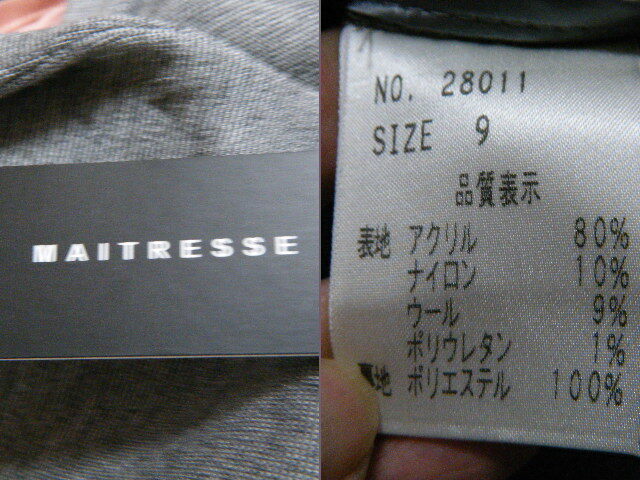 MAITRESSE
NO. 28011
SIZE 9
品質表示
表地 アクリル 80%
ナイロン 10%
ウール 9%
ポリウレタン 1%
地 ポリエステル 100%